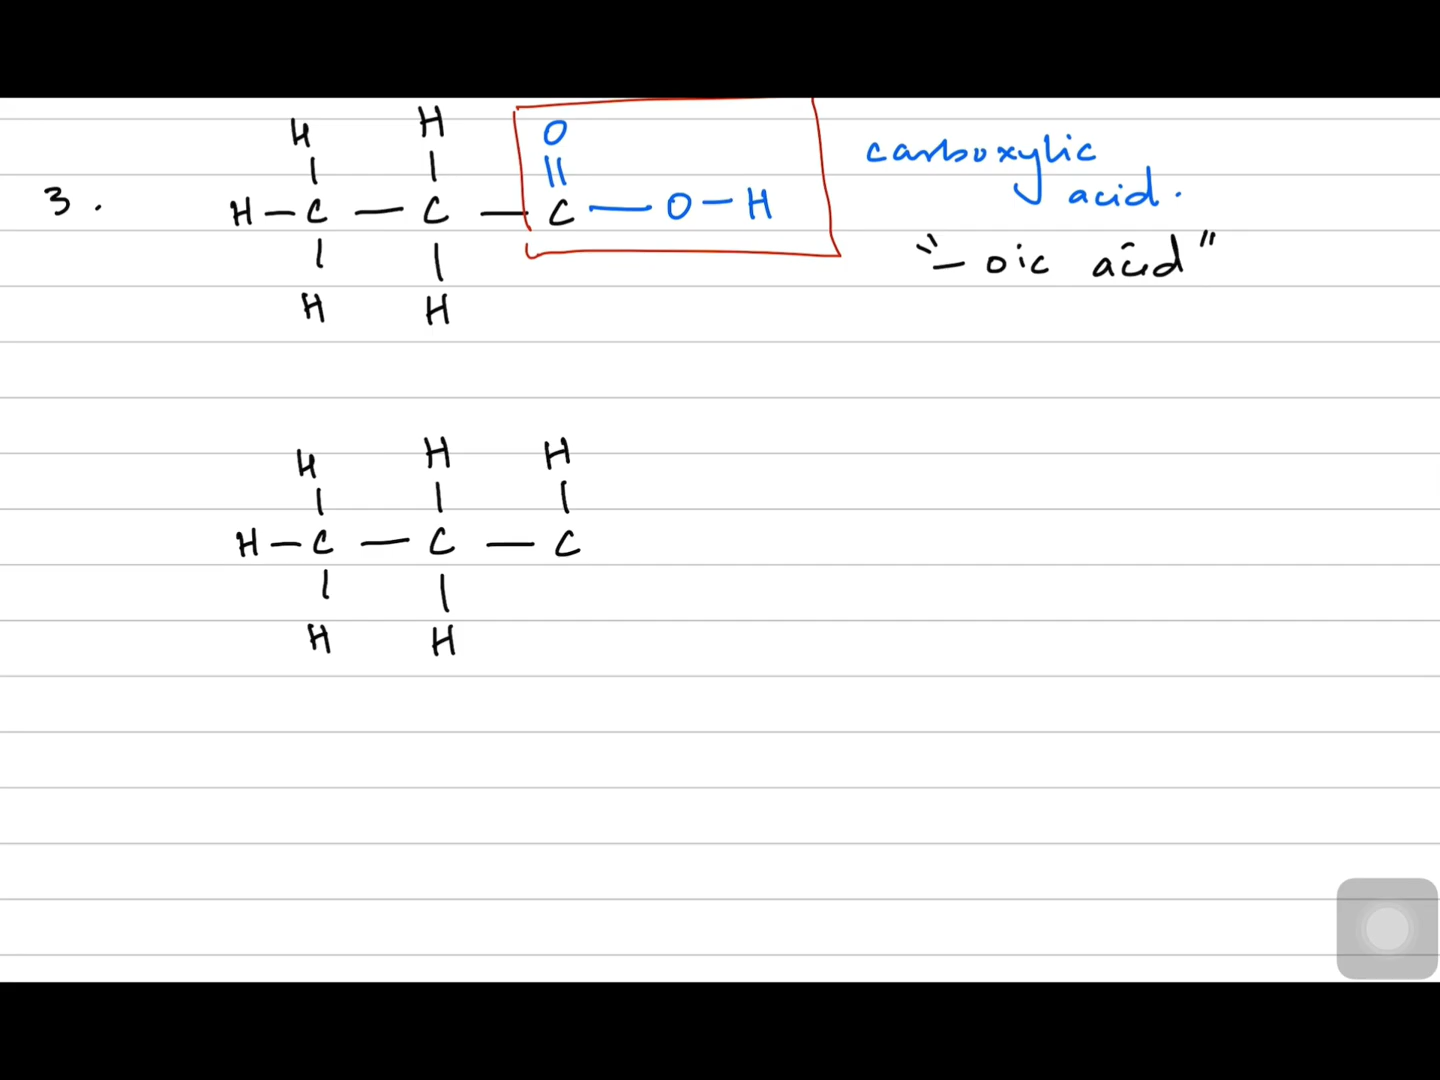 H H O
|| 
3. H–C–C–C–O–H
H H
carboxylic
acid.
"– oic acid"
H H H
H–C–C–C
H H